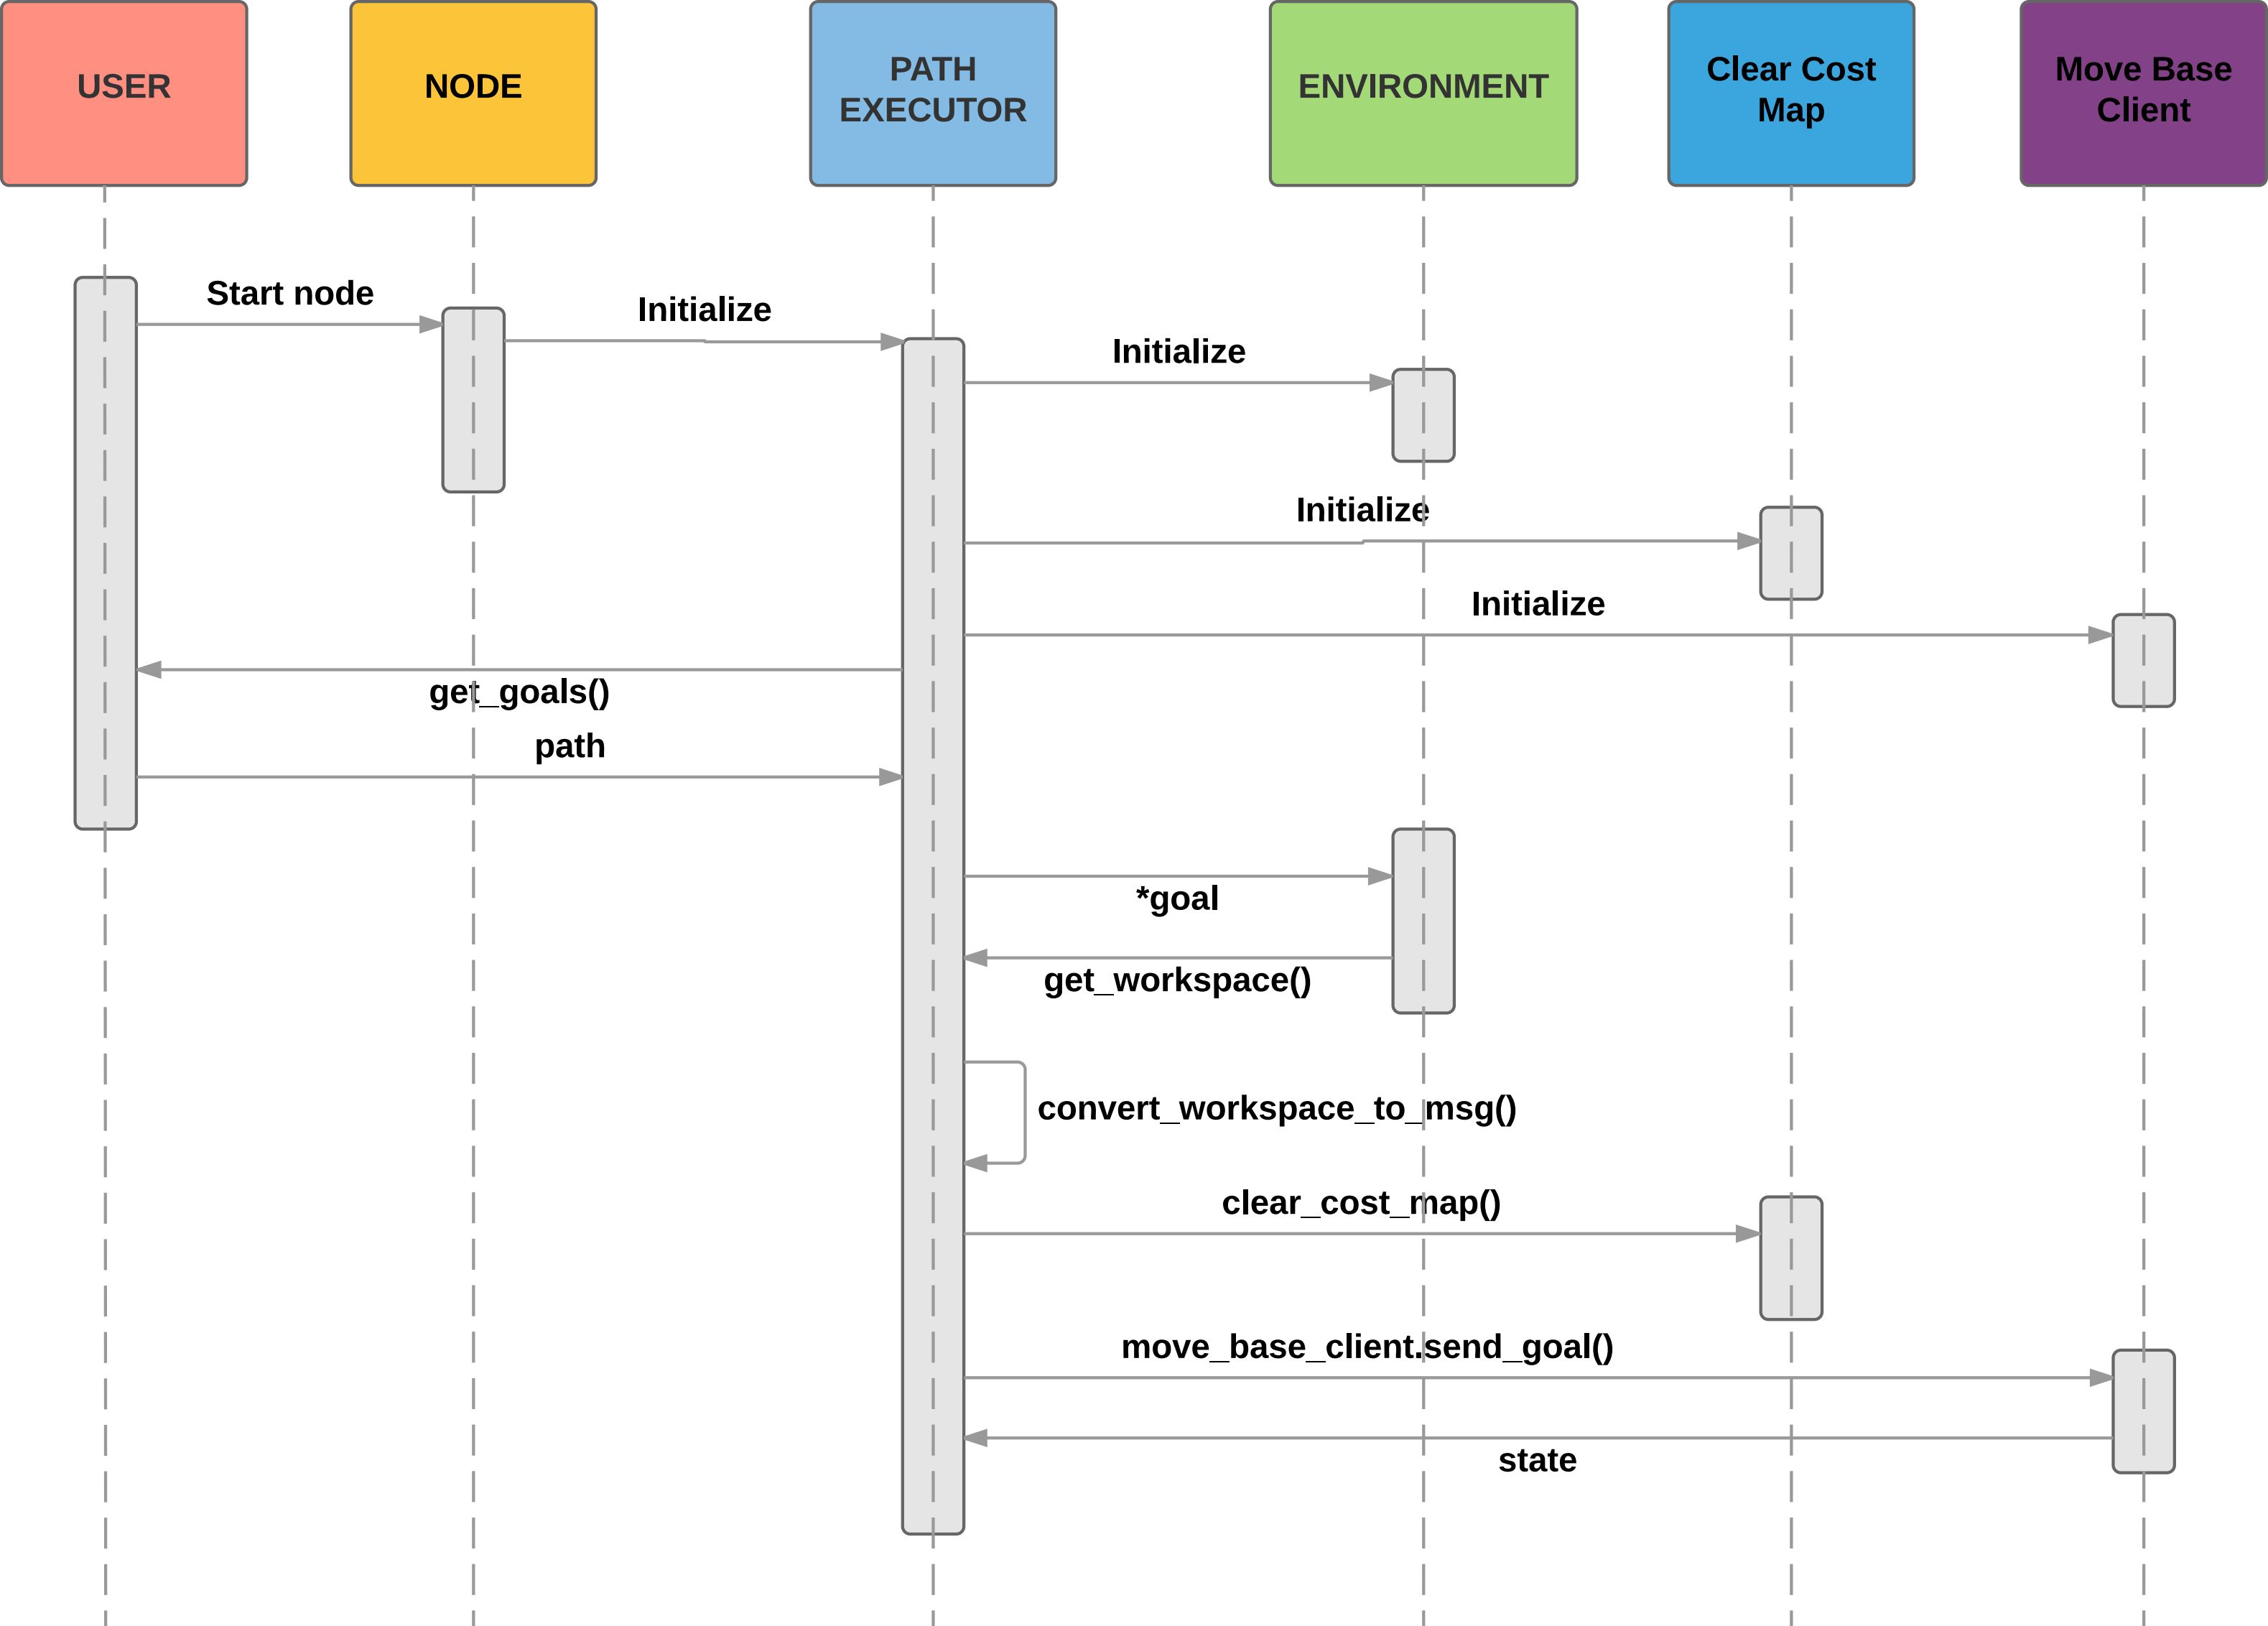 USER
NODE
PATH
EXECUTOR
ENVIRONMENT
Clear Cost
Map
Move Base
Client
Start node
Initialize
Initialize
Initialize
Initialize
get_goals()
path
*goal
get_workspace()
convert_workspace_to_msg()
clear_cost_map()
move_base_client.send_goal()
state